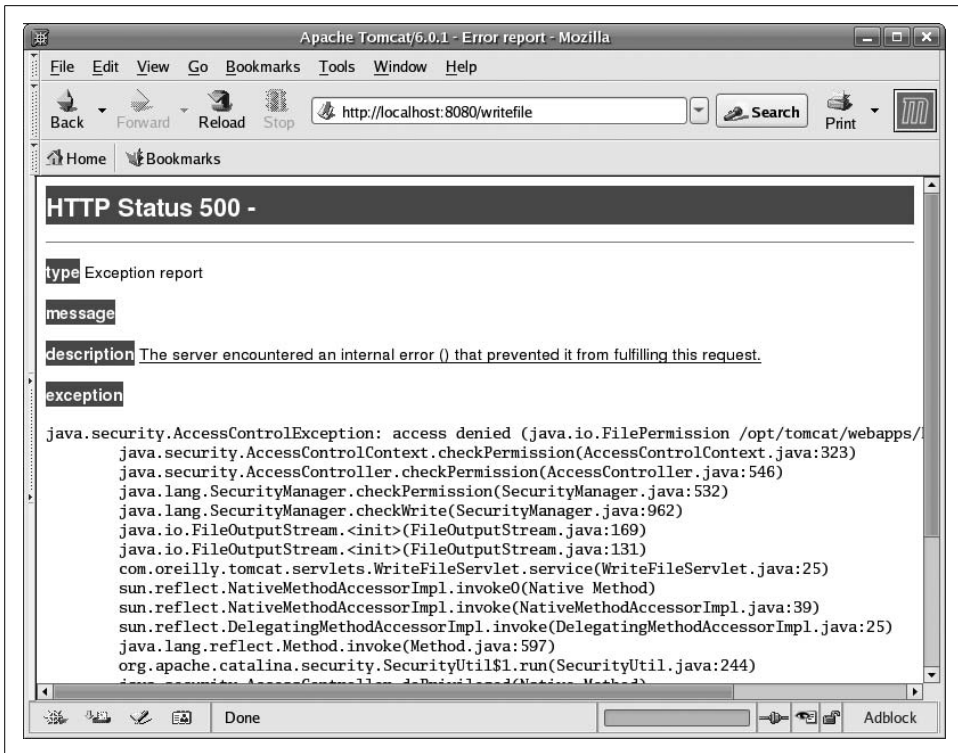 Apache Tomcat/6.0.1 - Error report - Mozilla
File Edit View Go Bookmarks Tools Window Help
Back Forward Reload Stop http://localhost:8080/writefile Search Print
Home Bookmarks
HTTP Status 500 -
type Exception report
message
description The server encountered an internal error () that prevented it from fulfilling this request.
exception
java.security.AccessControlException: access denied (java.io.FilePermission /opt/tomcat/webapps/
java.security.AccessControlContext.checkPermission(AccessControlContext.java:323)
java.security.AccessController.checkPermission(AccessController.java:546)
java.lang.SecurityManager.checkPermission(SecurityManager.java:532)
java.lang.SecurityManager.checkWrite(SecurityManager.java:962)
java.io.FileOutputStream.<init>(FileOutputStream.java:169)
java.io.FileOutputStream.<init>(FileOutputStream.java:131)
com.oreilly.tomcat.servlets.WriteFileServlet.service(WriteFileServlet.java:25)
sun.reflect.NativeMethodAccessorImpl.invoke0(Native Method)
sun.reflect.NativeMethodAccessorImpl.invoke(NativeMethodAccessorImpl.java:39)
sun.reflect.DelegatingMethodAccessorImpl.invoke(DelegatingMethodAccessorImpl.java:25)
java.lang.reflect.Method.invoke(Method.java:597)
org.apache.catalina.security.SecurityUtil$1.run(SecurityUtil.java:244)
java.security.AccessController.doPrivileged(Native Method)
Done Adblock